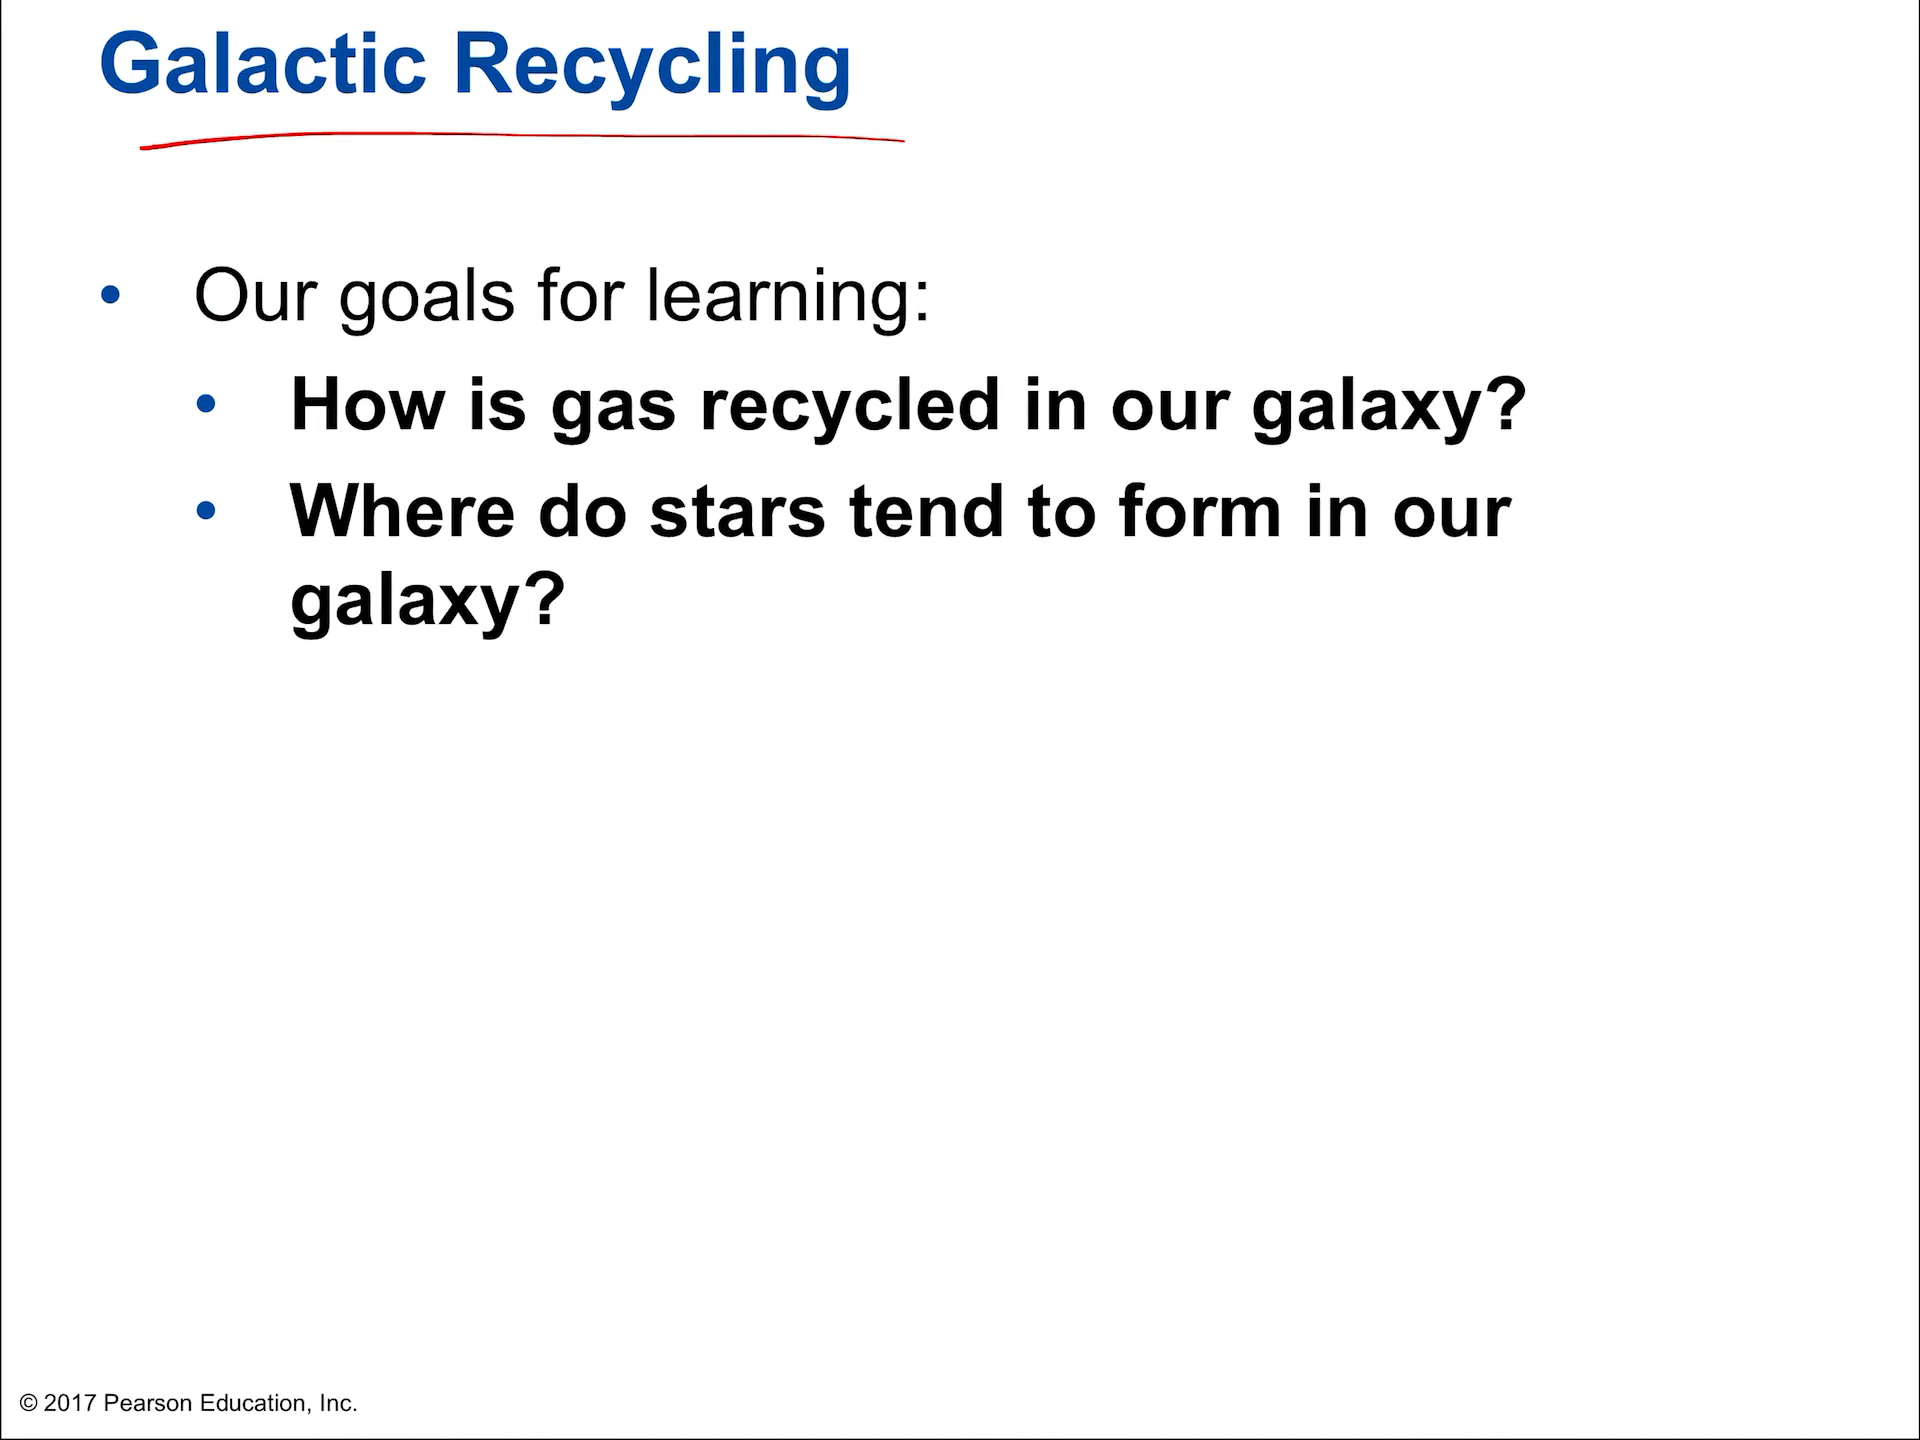 Galactic Recycling
• Our goals for learning:
• How is gas recycled in our galaxy?
• Where do stars tend to form in our
galaxy?
© 2017 Pearson Education, Inc.